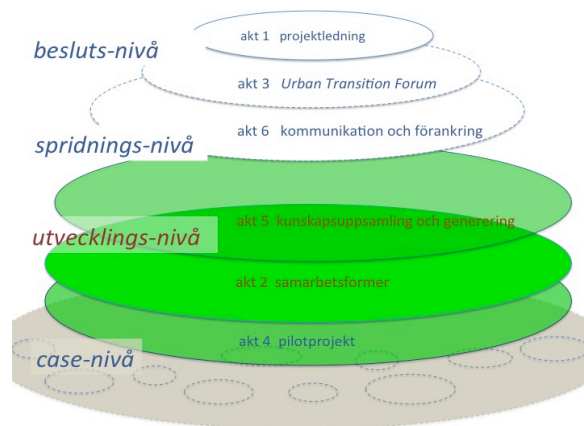 akt 1 projektledning
besluts-nivå
akt 3 Urban Transition Forum
akt 6 kommunikation och förankring
spridnings-nivå
akt 5 kunskapsuppsamling och generering
utvecklings-nivå
akt 2 samarbetsformer
akt 4 pilotprojekt
case-nivå